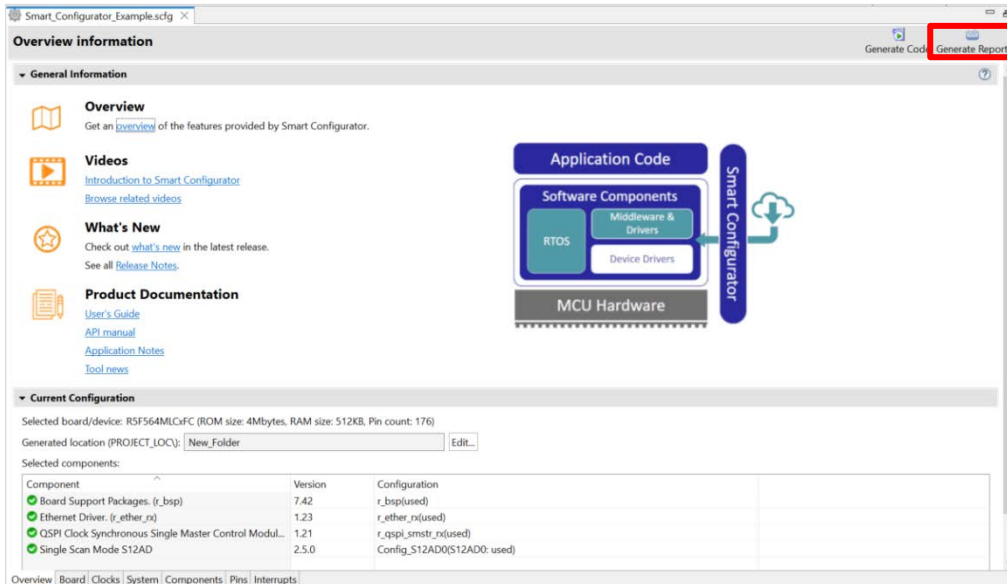 Smart_Configurator_Example.scfg
Overview information
Generate Code Generate Report
General Information
Overview
Get an overview of the features provided by Smart Configurator.
Videos
Introduction to Smart Configurator
Browse related videos
What's New
Check out what's new in the latest release.
See all Release Notes.
Product Documentation
User's Guide
API manual
Application Notes
Tool news
Application Code
Software Components
RTOS
Middleware &
Drivers
Device Drivers
MCU Hardware
Smart Configurator
Current Configuration
Selected board/device: R5F564MLCxFC (ROM size: 4Mbytes, RAM size: 512KB, Pin count: 176)
Generated location (PROJECT_LOC\): New_Folder Edit...
Selected components:
Component Version Configuration
Board Support Packages. (r_bsp) 7.42 r_bsp(used)
Ethernet Driver. (r_ether_rx) 1.23 r_ether_rx(used)
QSPI Clock Synchronous Single Master Control Modul... 1.21 r_qspi_smstr_rx(used)
Single Scan Mode S12AD 2.5.0 Config_S12AD0(S12AD0: used)
Overview Board Clocks System Components Pins Interrupts